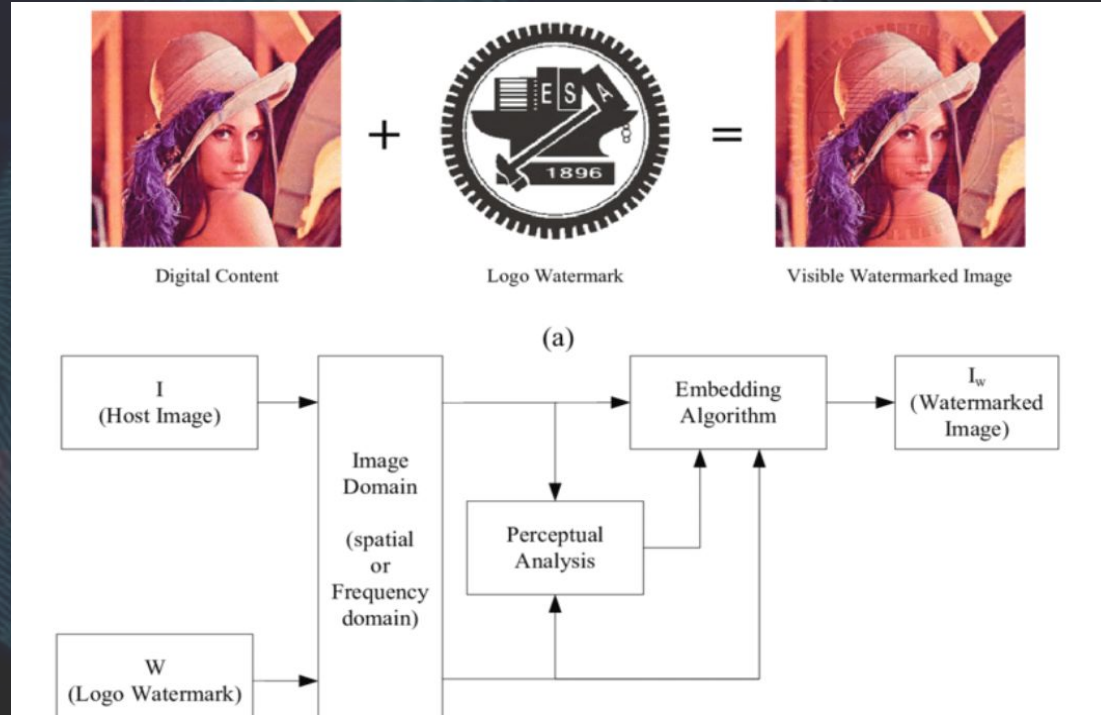 E S A
1896
+
=
Digital Content
Logo Watermark
Visible Watermarked Image
(a)
I
(Host Image)
Image
Domain
(spatial
or
Frequency
domain)
Embedding
Algorithm
I_w
(Watermarked
Image)
Perceptual
Analysis
W
(Logo Watermark)